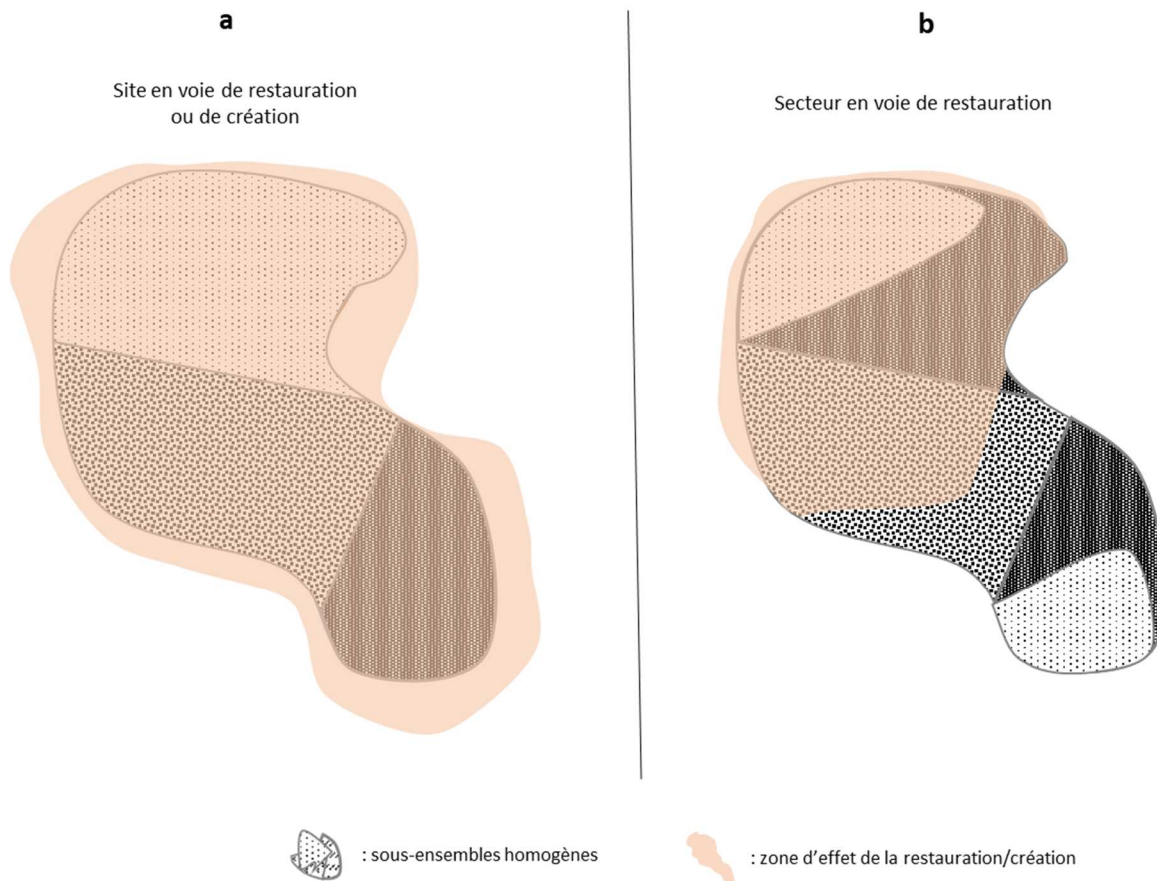 a
b
Site en voie de restauration
ou de création
Secteur en voie de restauration
: sous-ensembles homogènes
: zone d’effet de la restauration/création